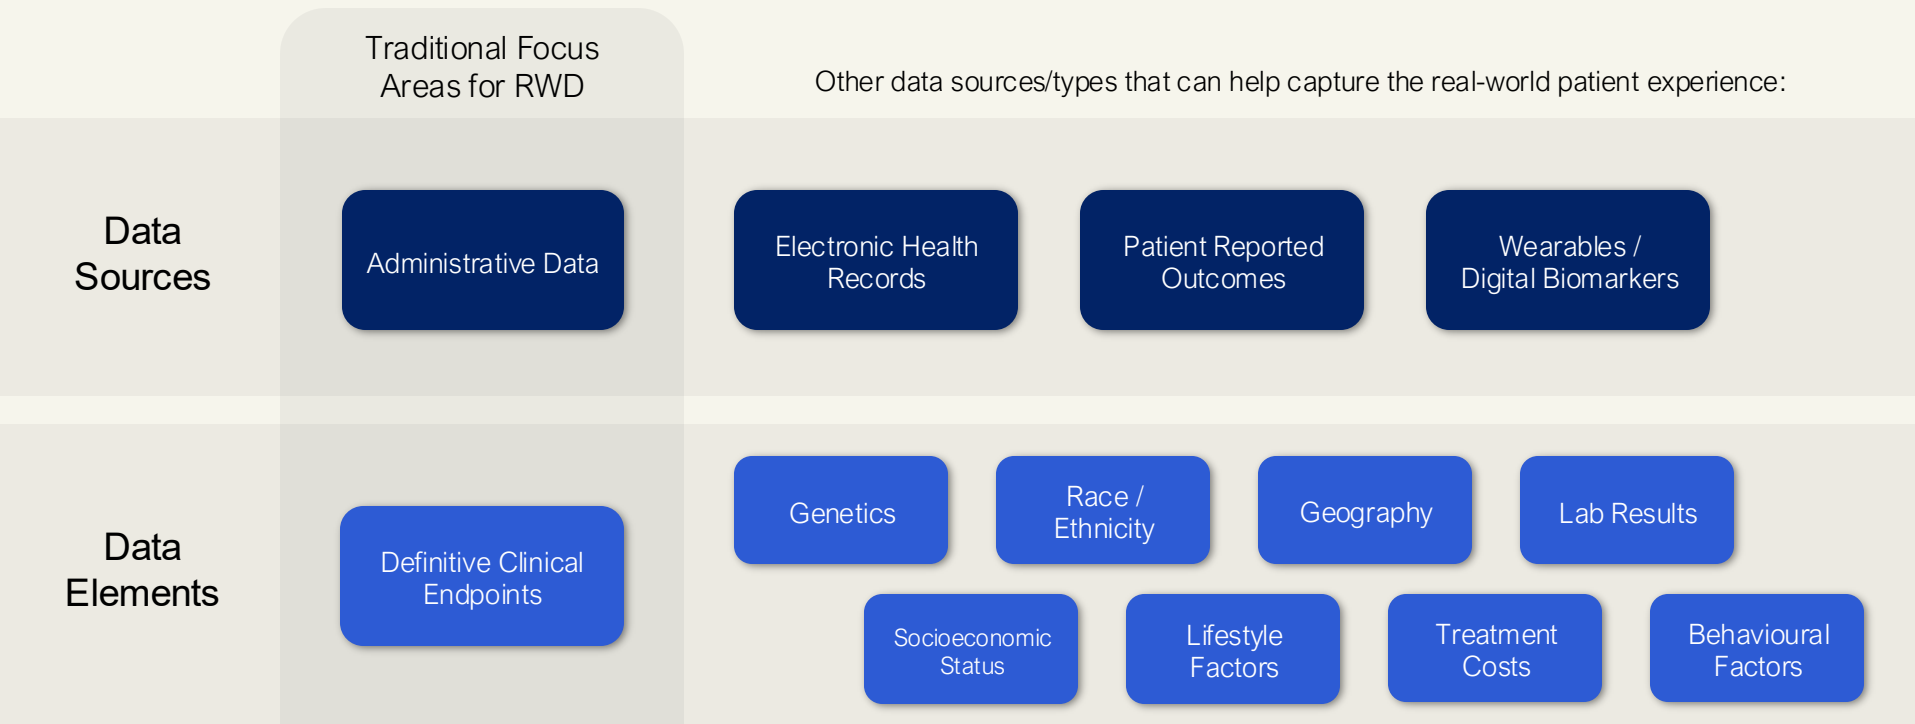 Traditional Focus
Areas for RWD
Other data sources/types that can help capture the real-world patient experience:
Data
Sources
Administrative Data
Electronic Health
Records
Patient Reported
Outcomes
Wearables /
Digital Biomarkers
Data
Elements
Definitive Clinical
Endpoints
Genetics
Race /
Ethnicity
Geography
Lab Results
Socioeconomic
Status
Lifestyle
Factors
Treatment
Costs
Behavioural
Factors